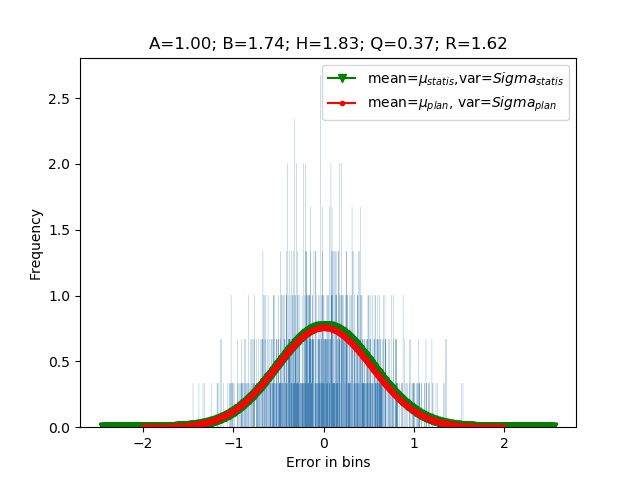 A=1.00; B=1.74; H=1.83; Q=0.37; R=1.62
mean=μstatis,var=Sigmastatis
mean=μplan, var=Sigmaplan
2.5
2.0
1.5
1.0
0.5
0.0
Frequency
−2 −1 0 1 2
Error in bins